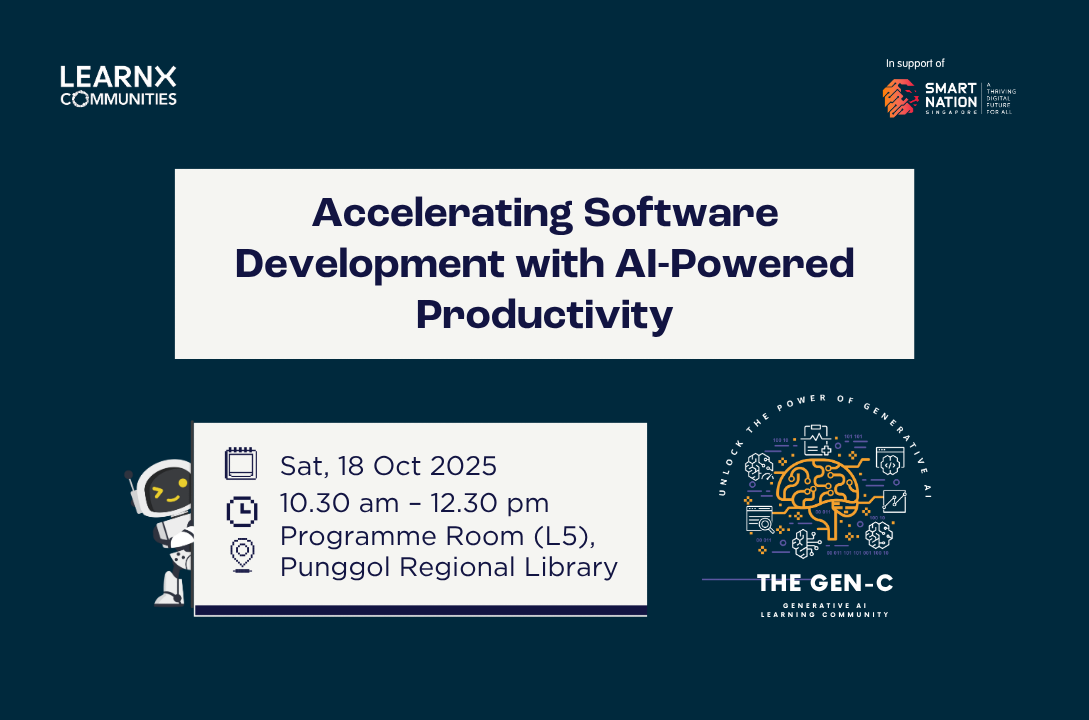 LEARNX
COMMUNITIES
In support of
SMART
NATION
SINGAPORE
A
THRIVING
DIGITAL
FUTURE
FOR ALL
Accelerating Software
Development with AI-Powered
Productivity
Sat, 18 Oct 2025
10.30 am – 12.30 pm
Programme Room (L5),
Punggol Regional Library
UNLOCK THE POWER OF GENERATIVE AI
THE GEN-C
GENERATIVE AI
LEARNING COMMUNITY